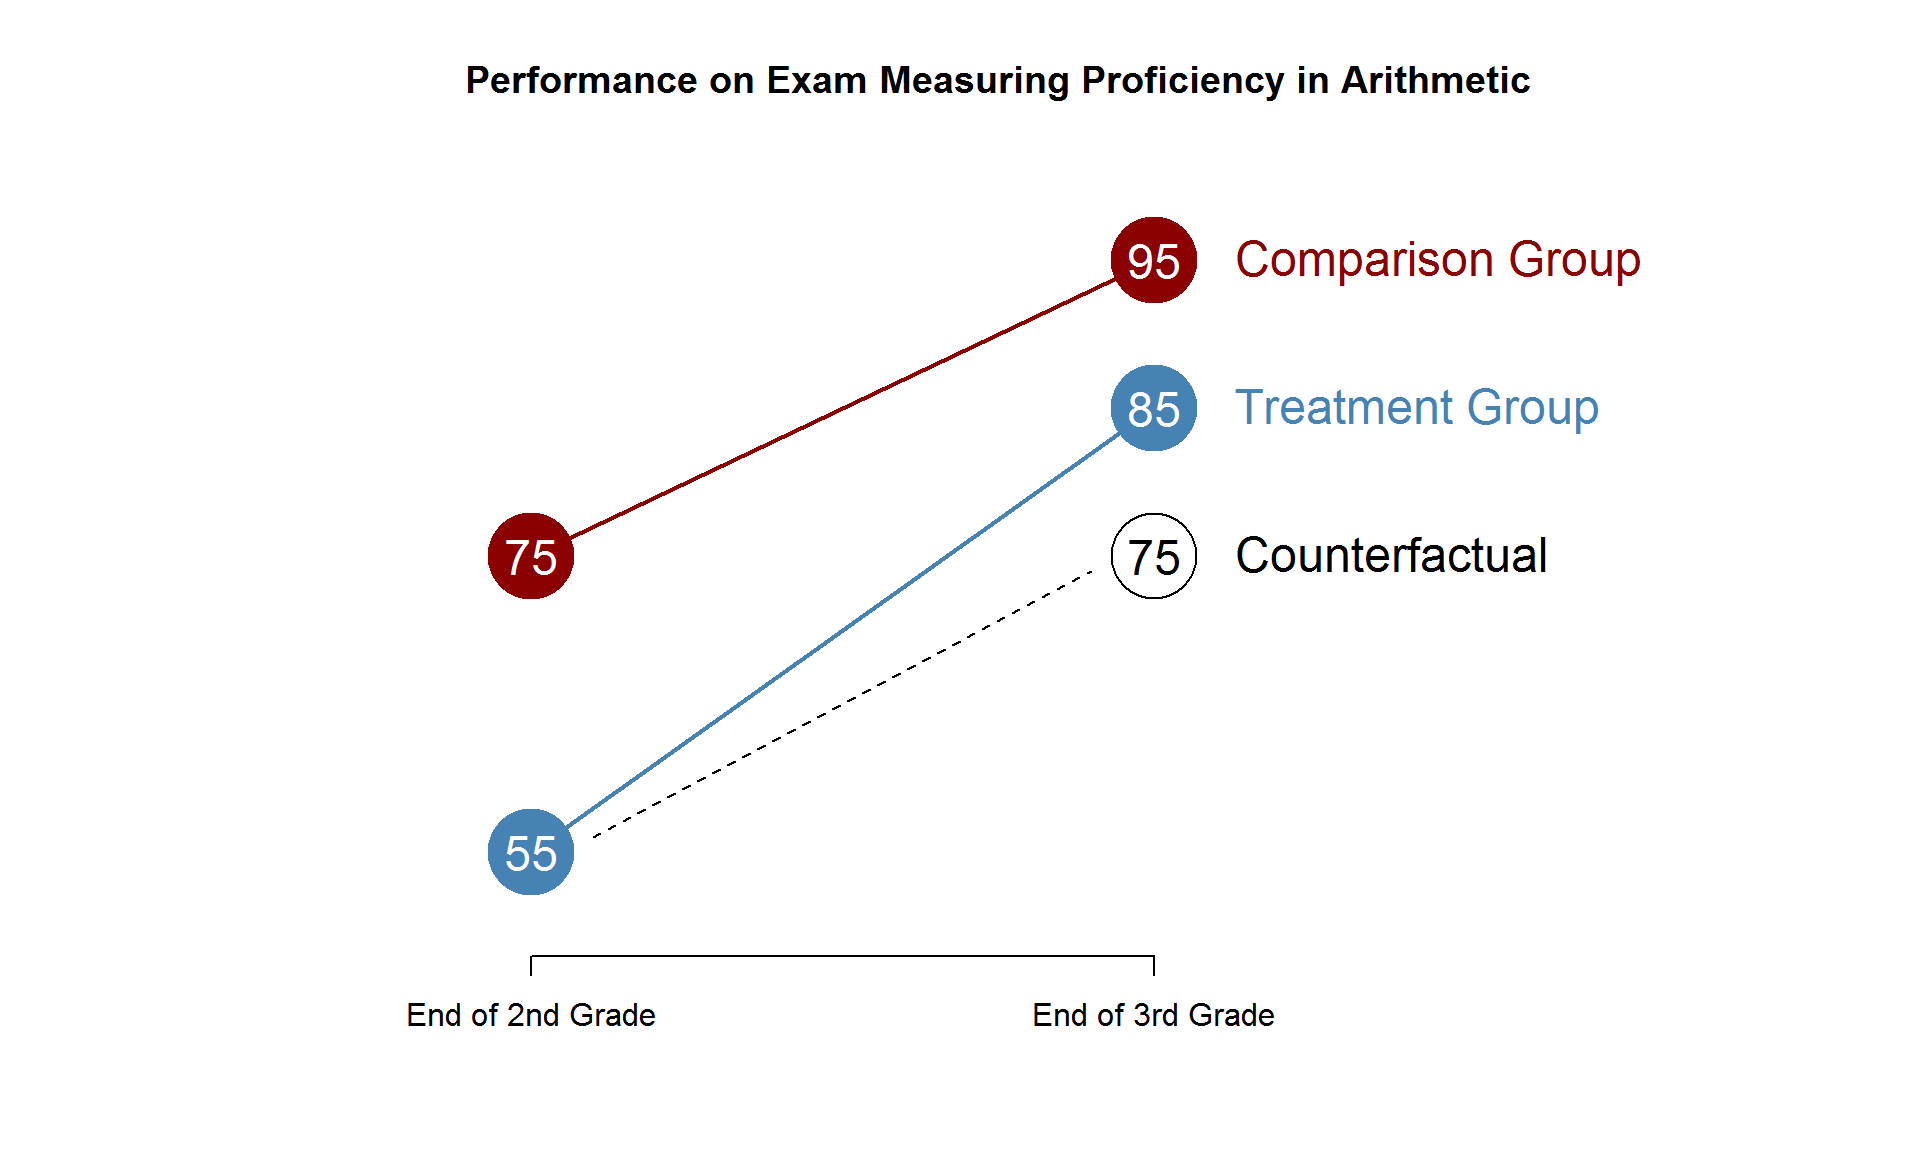 Performance on Exam Measuring Proficiency in Arithmetic
95 Comparison Group
85 Treatment Group
75
75 Counterfactual
55
End of 2nd Grade
End of 3rd Grade